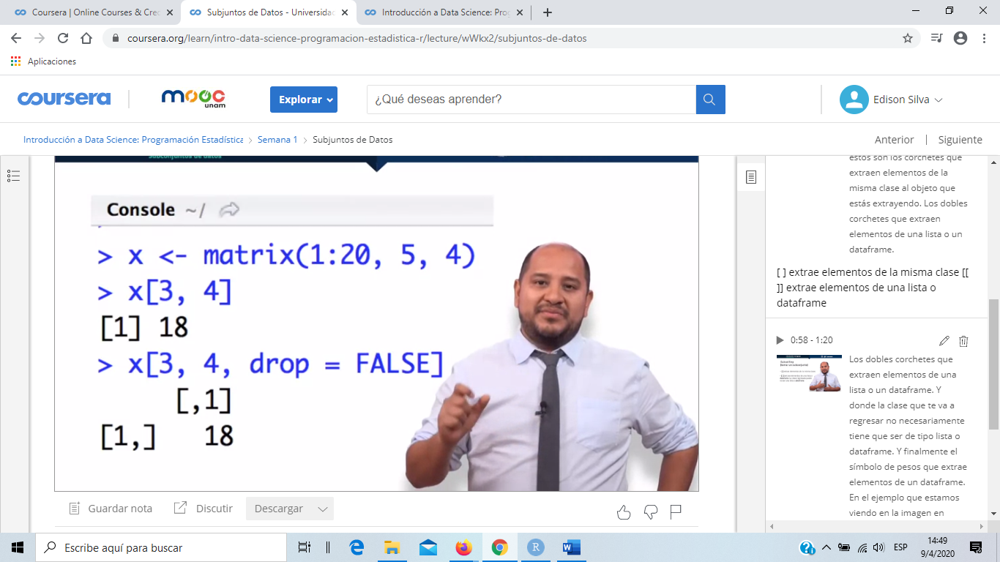 Coursera | Online Courses & Cred
Subjuntos de Datos - Universidad
Introducción a Data Science: Prog
coursera.org/learn/intro-data-science-programacion-estadistica-r/lecture/wWkx2/subjuntos-de-datos
Aplicaciones
coursera
mooc
unam
Explorar
¿Qué deseas aprender?
Edison Silva
Introducción a Data Science: Programación Estadística
Semana 1
Subjuntos de Datos
Anterior | Siguiente
Subconjuntos de Datos
Console ~/
> x <- matrix(1:20, 5, 4)
> x[3, 4]
[1] 18
> x[3, 4, drop = FALSE]
[,1]
[1,] 18
Guardar nota
Discutir
Descargar
estos son los corchetes que
extraen elementos de la
misma clase al objeto que
estás extrayendo. Los dobles
corchetes que extraen
elementos de una lista o un
dataframe.
[ ] extrae elementos de la misma clase [[
]] extrae elementos de una lista o
dataframe
0:58 - 1:20
Los dobles corchetes que
extraen elementos de una
lista o un dataframe. Y
donde la clase que te va a
regresar no necesariamente
tiene que ser de tipo lista o
dataframe. Y finalmente el
símbolo de pesos que extrae
elementos de un dataframe.
En el ejemplo que estamos
viendo en la imagen en
Escribe aquí para buscar
R
ESP
14:49
9/4/2020